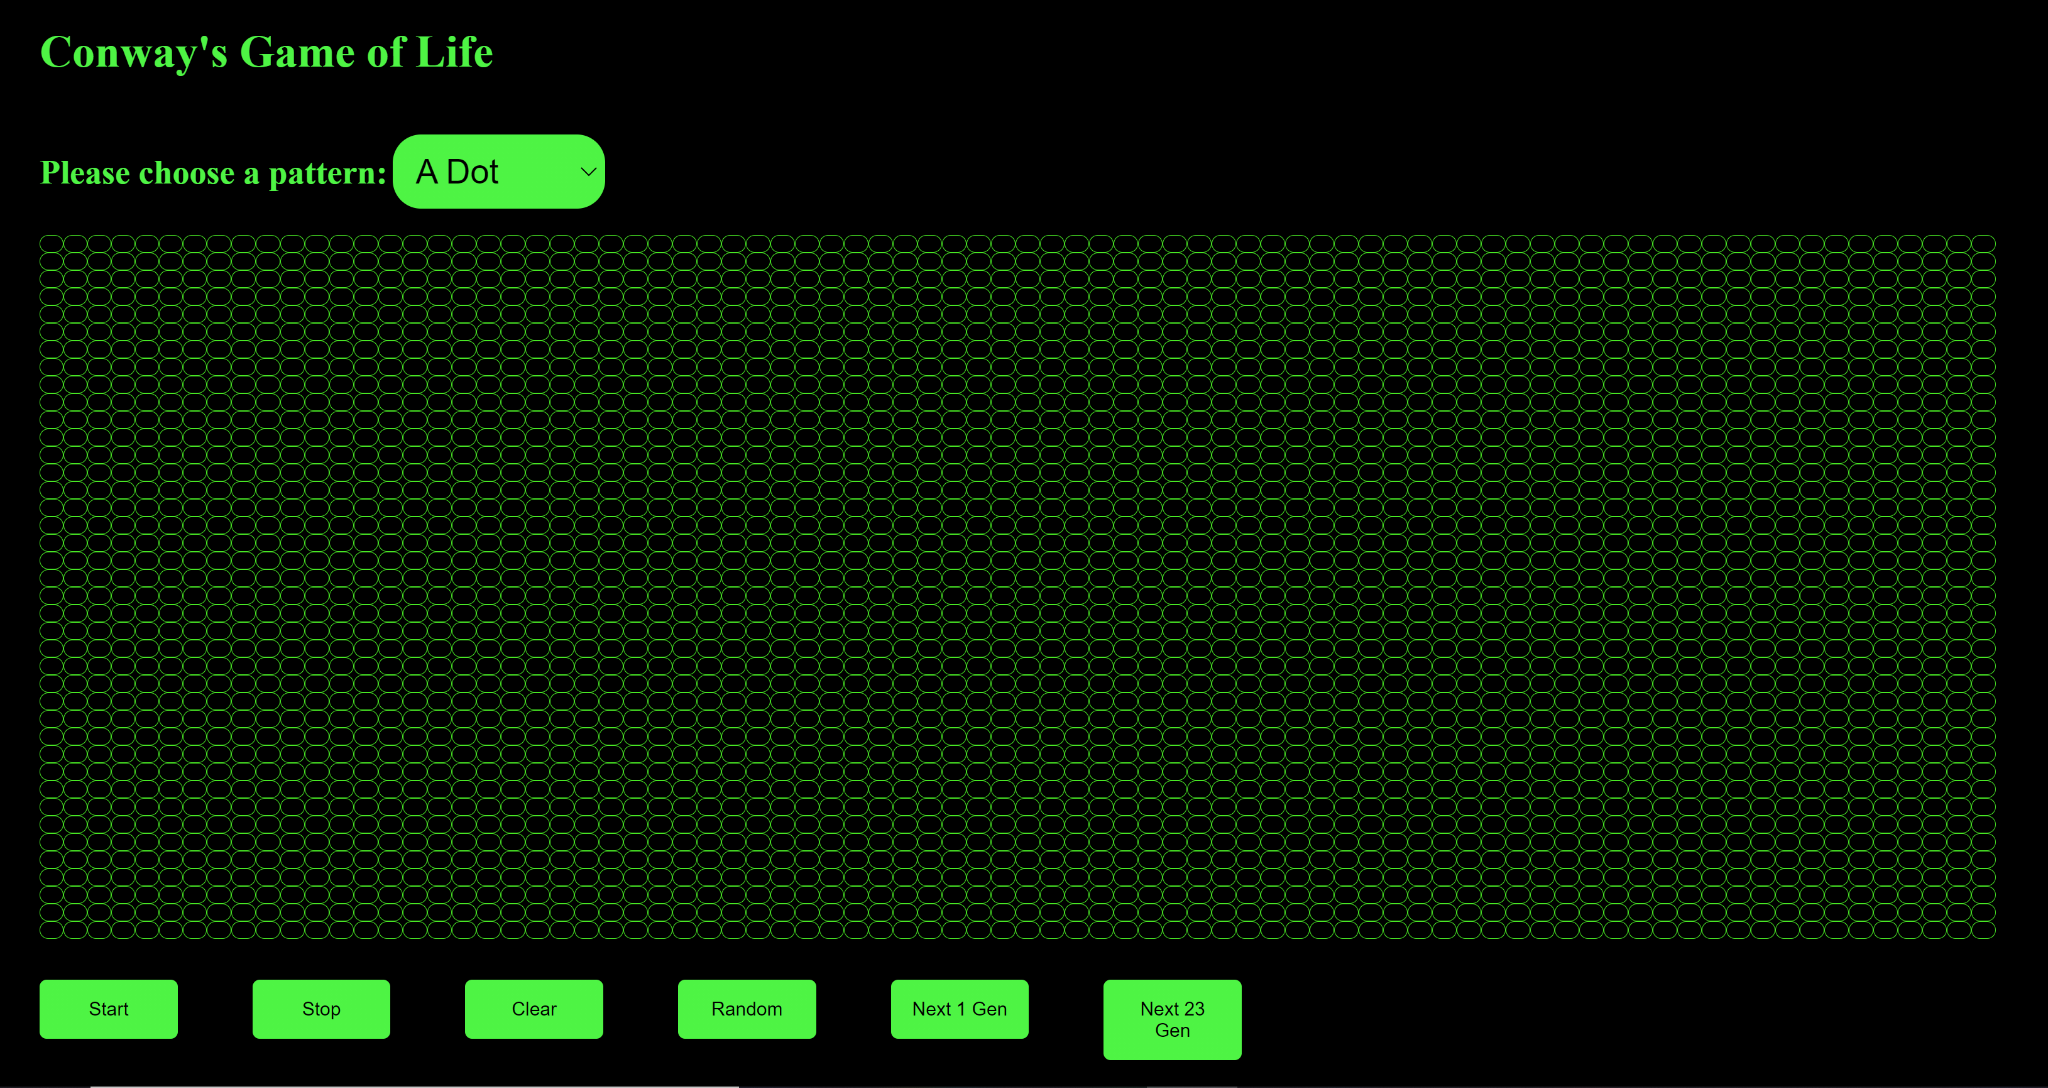 Conway's Game of Life
Please choose a pattern: A Dot
Start Stop Clear Random Next 1 Gen Next 23
Gen